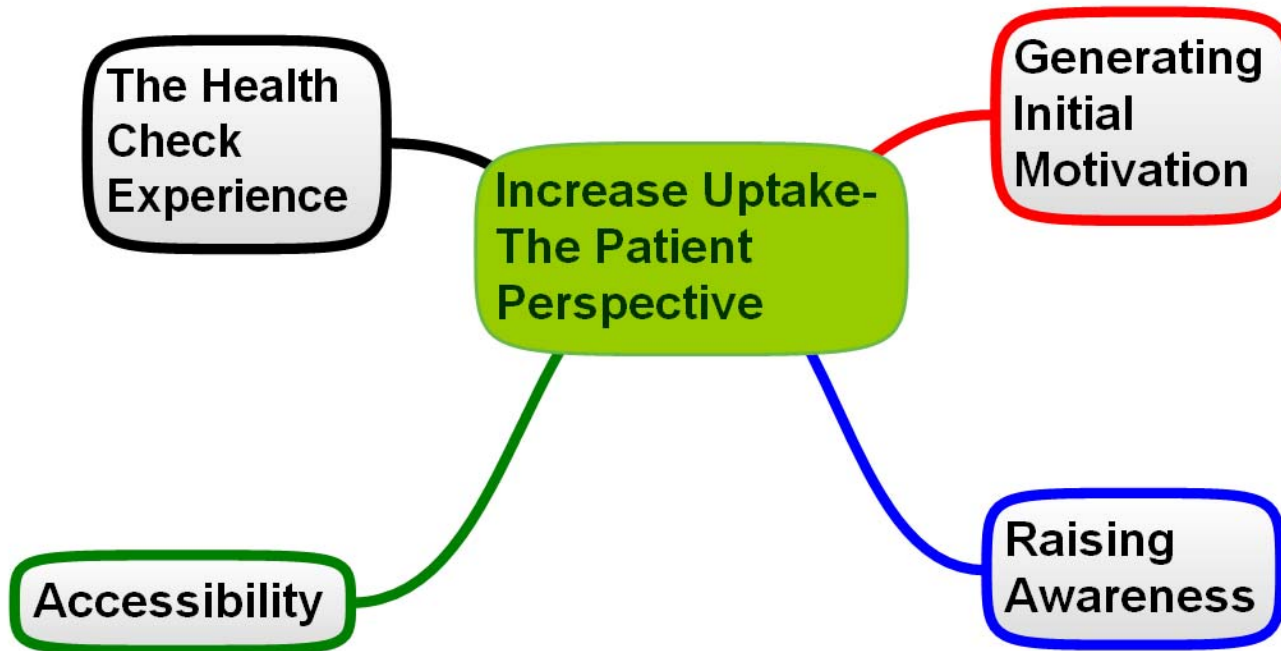 The Health
Check
Experience
Generating
Initial
Motivation
Increase Uptake-
The Patient
Perspective
Accessibility
Raising
Awareness